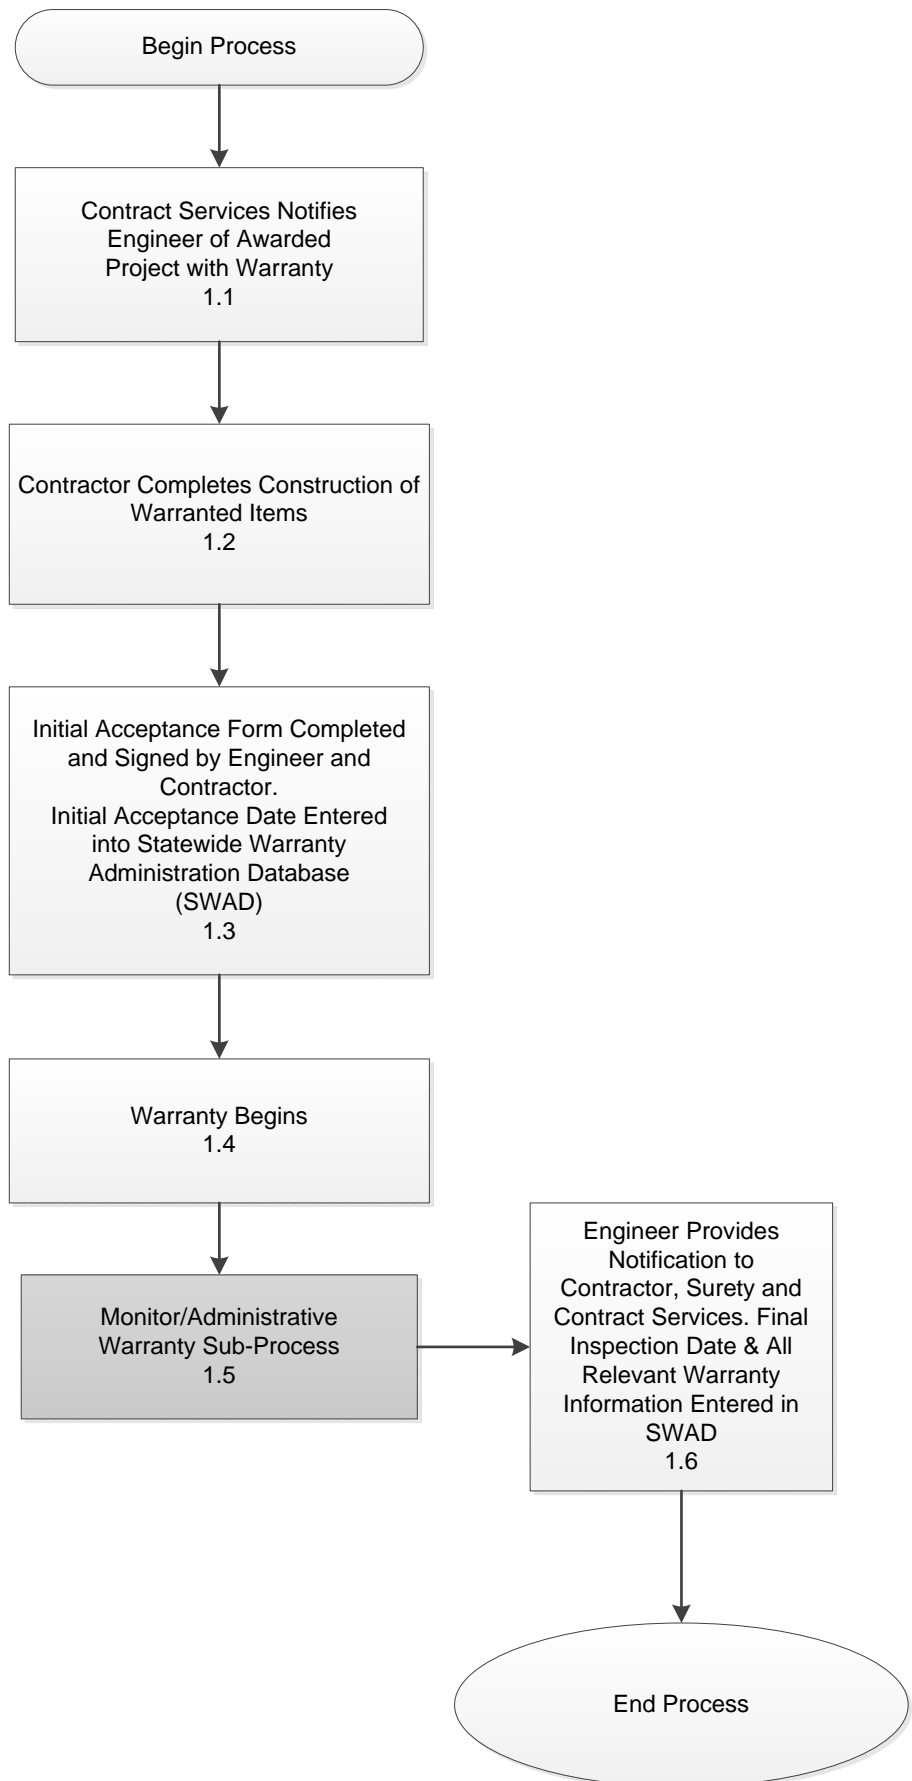 Begin Process
Contract Services Notifies
Engineer of Awarded
Project with Warranty
1.1
Contractor Completes Construction of
Warranted Items
1.2
Initial Acceptance Form Completed
and Signed by Engineer and
Contractor.
Initial Acceptance Date Entered
into Statewide Warranty
Administration Database
(SWAD)
1.3
Warranty Begins
1.4
Monitor/Administrative
Warranty Sub-Process
1.5
Engineer Provides
Notification to
Contractor, Surety and
Contract Services. Final
Inspection Date & All
Relevant Warranty
Information Entered in
SWAD
1.6
End Process